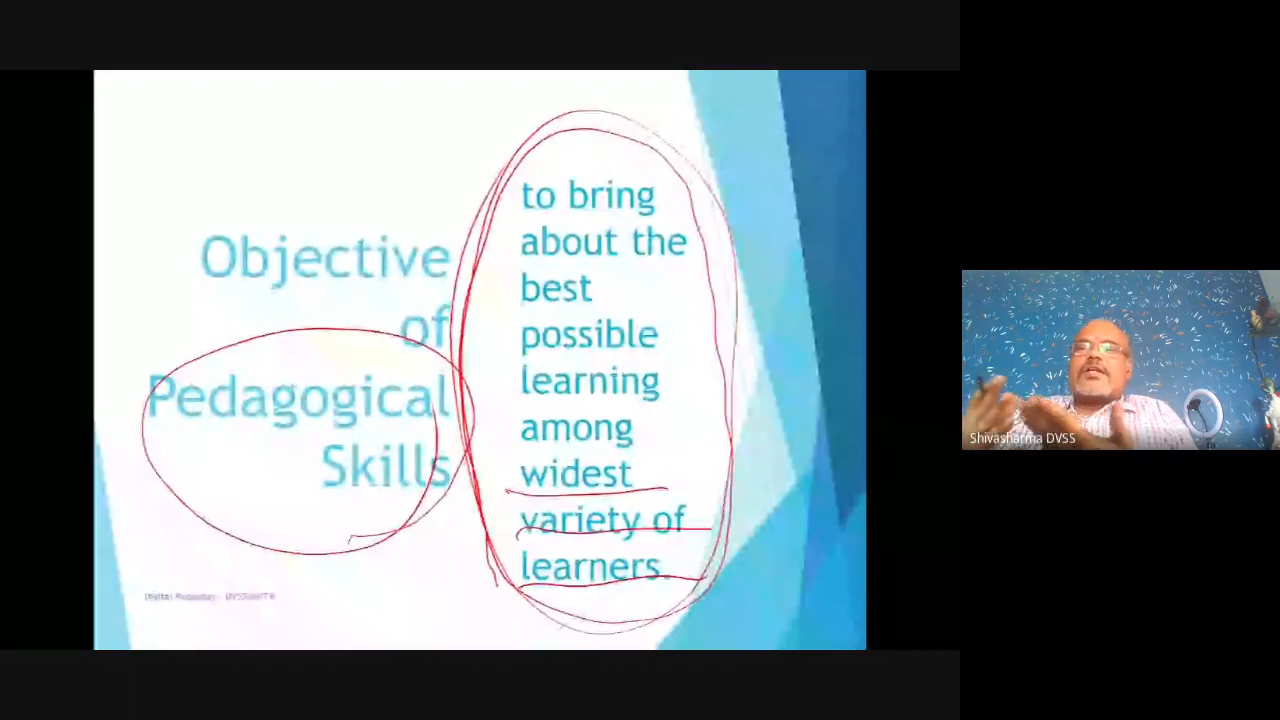 Objective
of
Pedagogical
Skills
to bring
about the
best
possible
learning
among
widest
variety of
learners.
Shivasharma DVSS